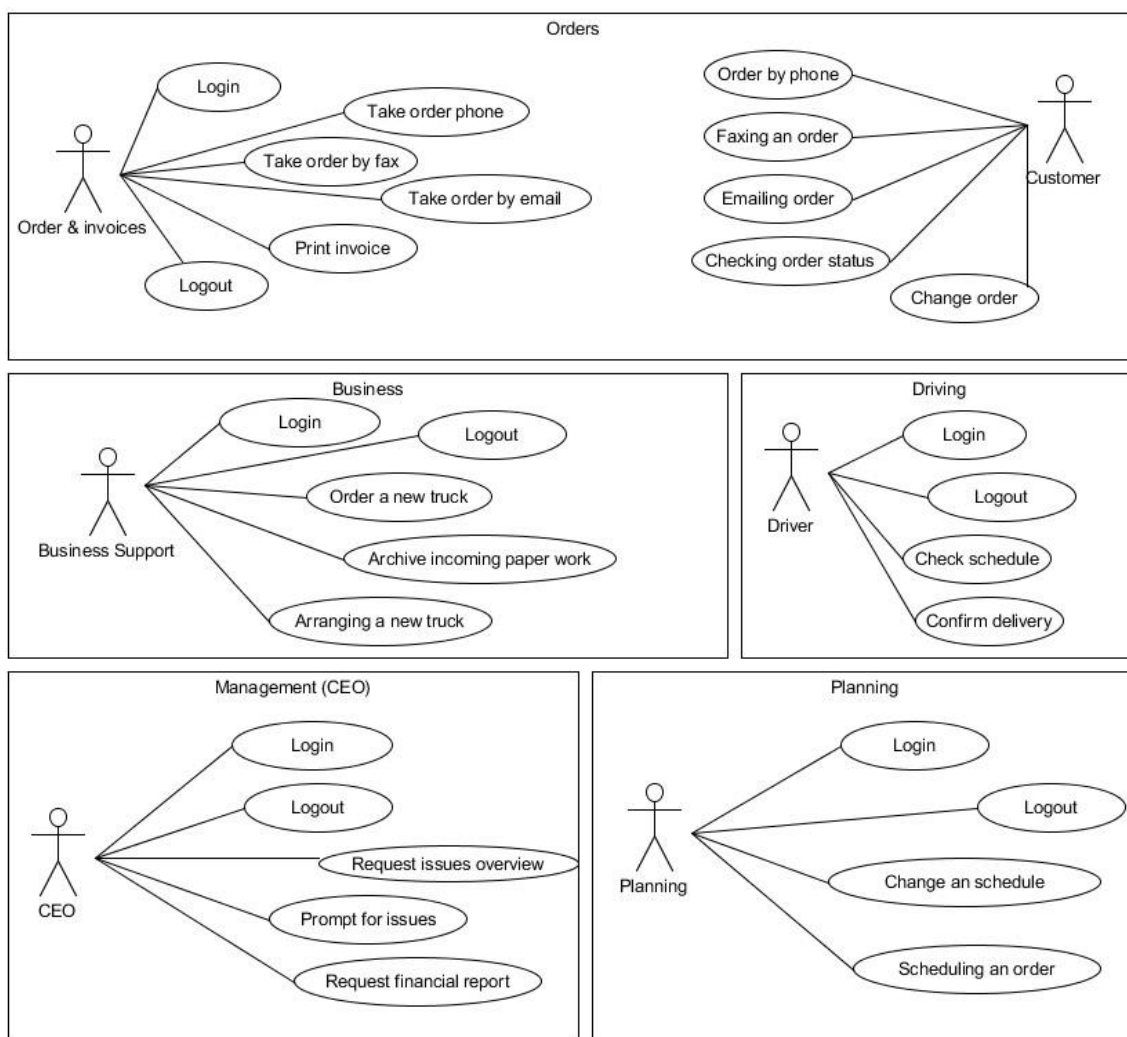 Orders
Login
Take order phone
Take order by fax
Take order by email
Print invoice
Logout
Order & invoices
Order by phone
Faxing an order
Emailing order
Checking order status
Change order
Customer
Business
Login
Logout
Order a new truck
Archive incoming paper work
Arranging a new truck
Business Support
Driving
Login
Logout
Check schedule
Confirm delivery
Driver
Management (CEO)
Login
Logout
Request issues overview
Prompt for issues
Request financial report
CEO
Planning
Login
Logout
Change an schedule
Scheduling an order
Planning